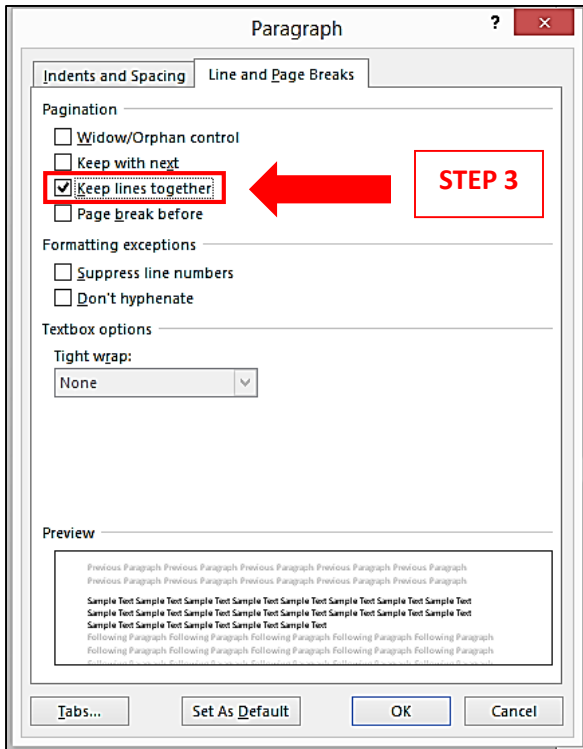 Paragraph
? ×
Indents and Spacing Line and Page Breaks
Pagination
Widow/Orphan control
Keep with next
Keep lines together
STEP 3
Page break before
Formatting exceptions
Suppress line numbers
Don't hyphenate
Textbox options
Tight wrap:
None
Preview
Previous Paragraph Previous Paragraph Previous Paragraph Previous Paragraph Previous Paragraph
Previous Paragraph Previous Paragraph Previous Paragraph Previous Paragraph Previous Paragraph
Sample Text Sample Text Sample Text Sample Text Sample Text Sample Text Sample Text Sample Text
Sample Text Sample Text Sample Text Sample Text Sample Text Sample Text Sample Text Sample Text
Sample Text Sample Text Sample Text Sample Text Sample Text
Following Paragraph Following Paragraph Following Paragraph Following Paragraph Following Paragraph
Following Paragraph Following Paragraph Following Paragraph Following Paragraph Following Paragraph
Tabs... Set As Default OK Cancel